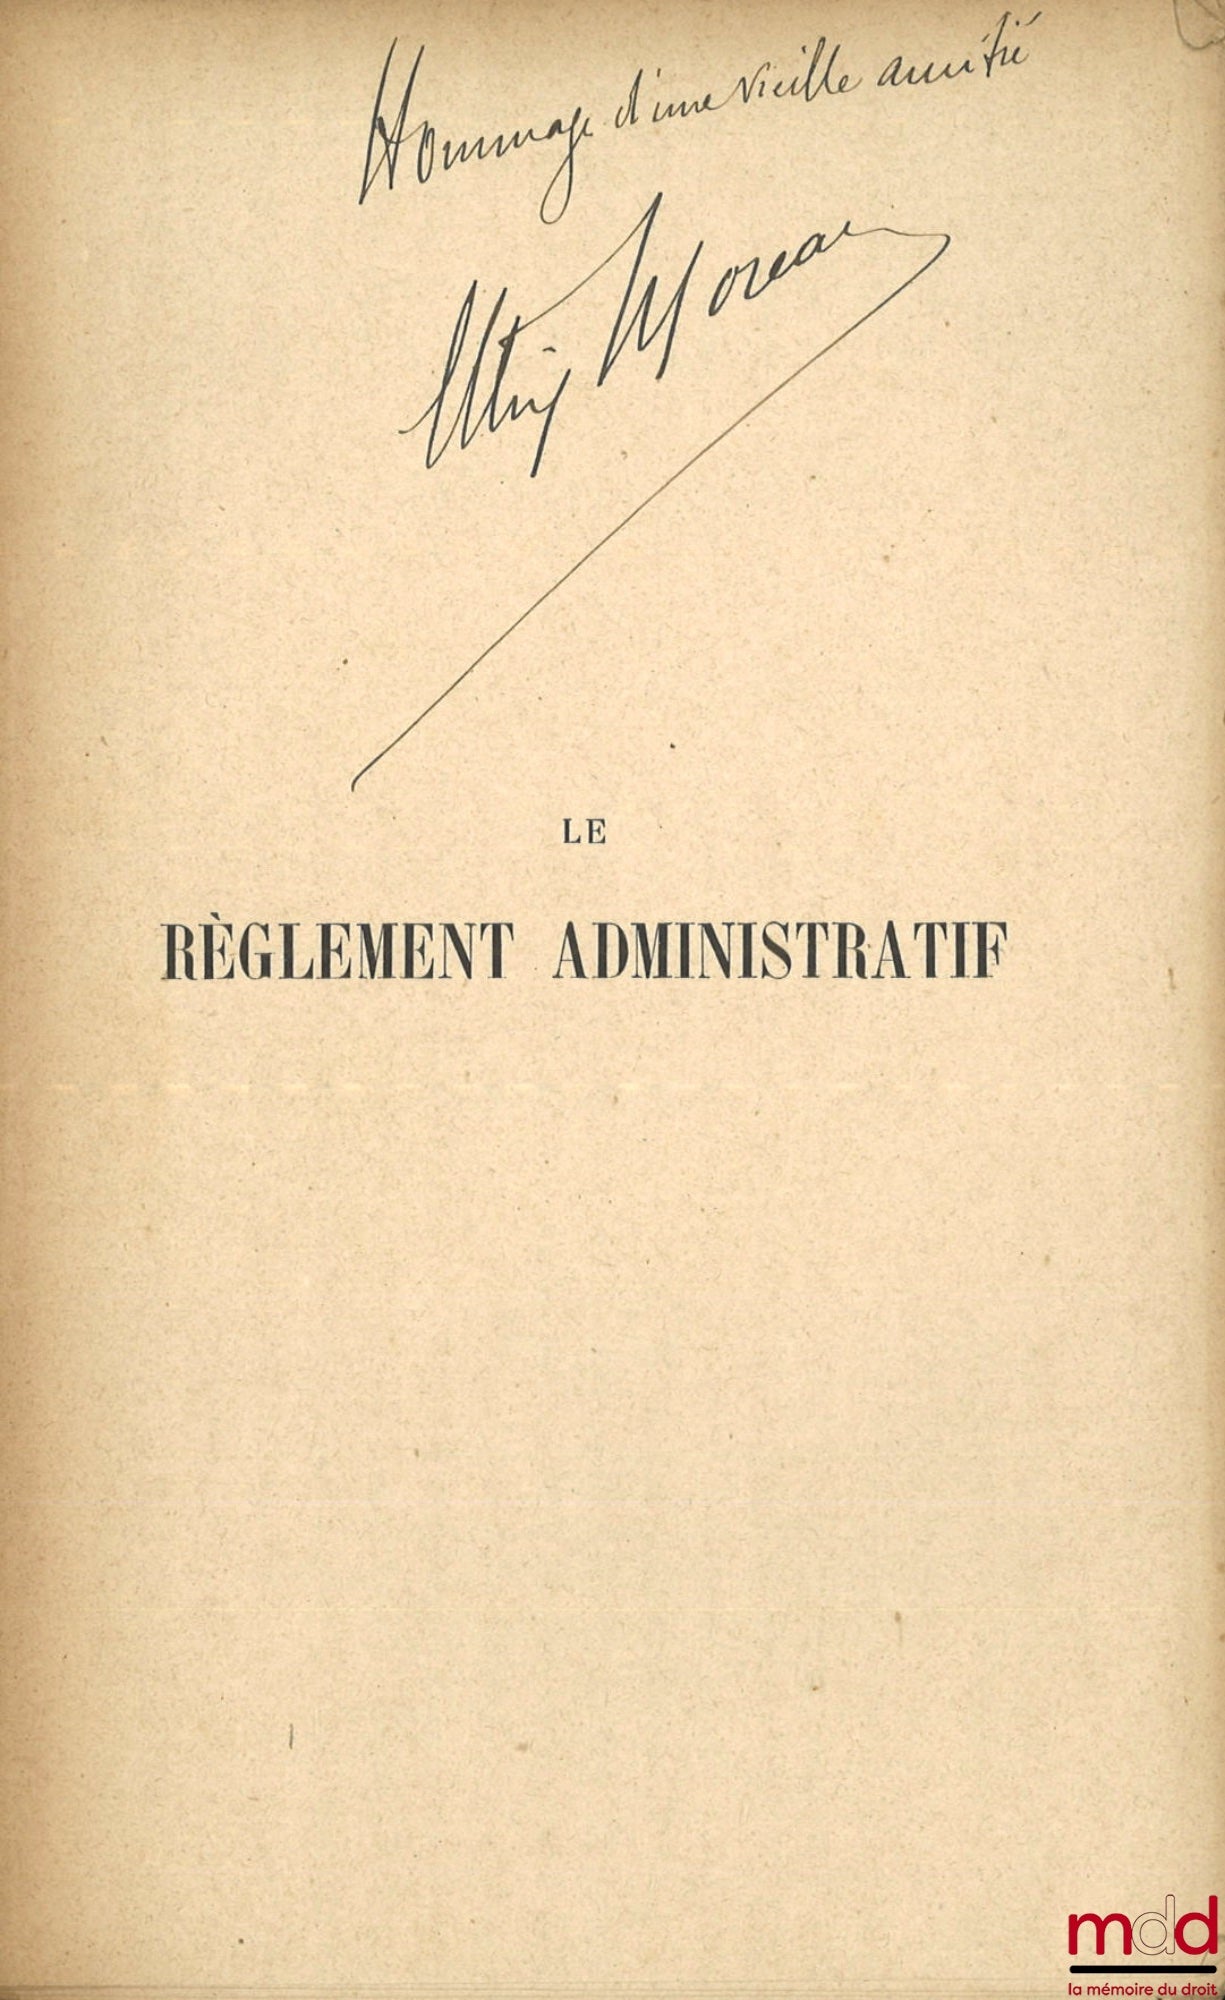 Hommage d'une vieille amitié
Félix Moreau
LE
RÈGLEMENT ADMINISTRATIF
mdd
la mémoire du droit